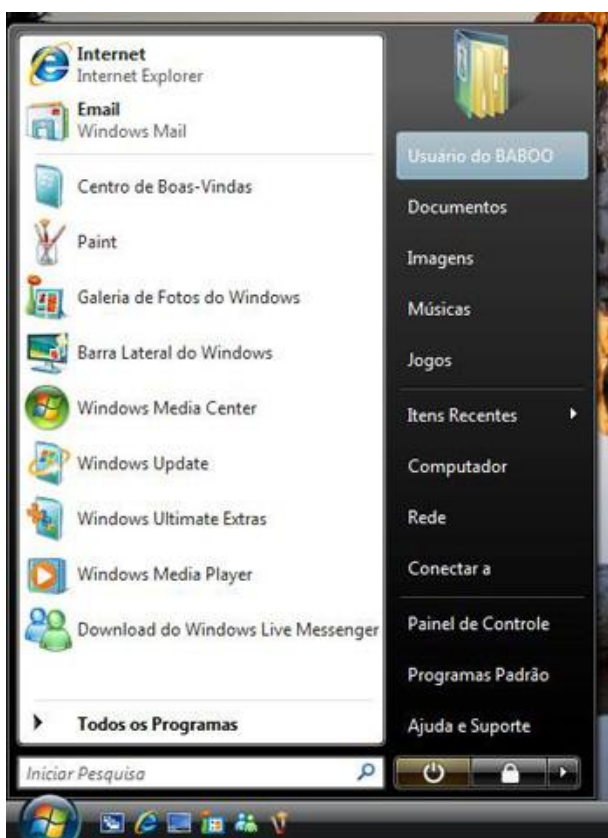 Internet
Internet Explorer
Email
Windows Mail
Centro de Boas-Vindas
Paint
Galeria de Fotos do Windows
Barra Lateral do Windows
Windows Media Center
Windows Update
Windows Ultimate Extras
Windows Media Player
Download do Windows Live Messenger
Todos os Programas
Iniciar Pesquisa
Usuário do BABOO
Documentos
Imagens
Músicas
Jogos
Itens Recentes
Computador
Rede
Conectar a
Painel de Controle
Programas Padrão
Ajuda e Suporte